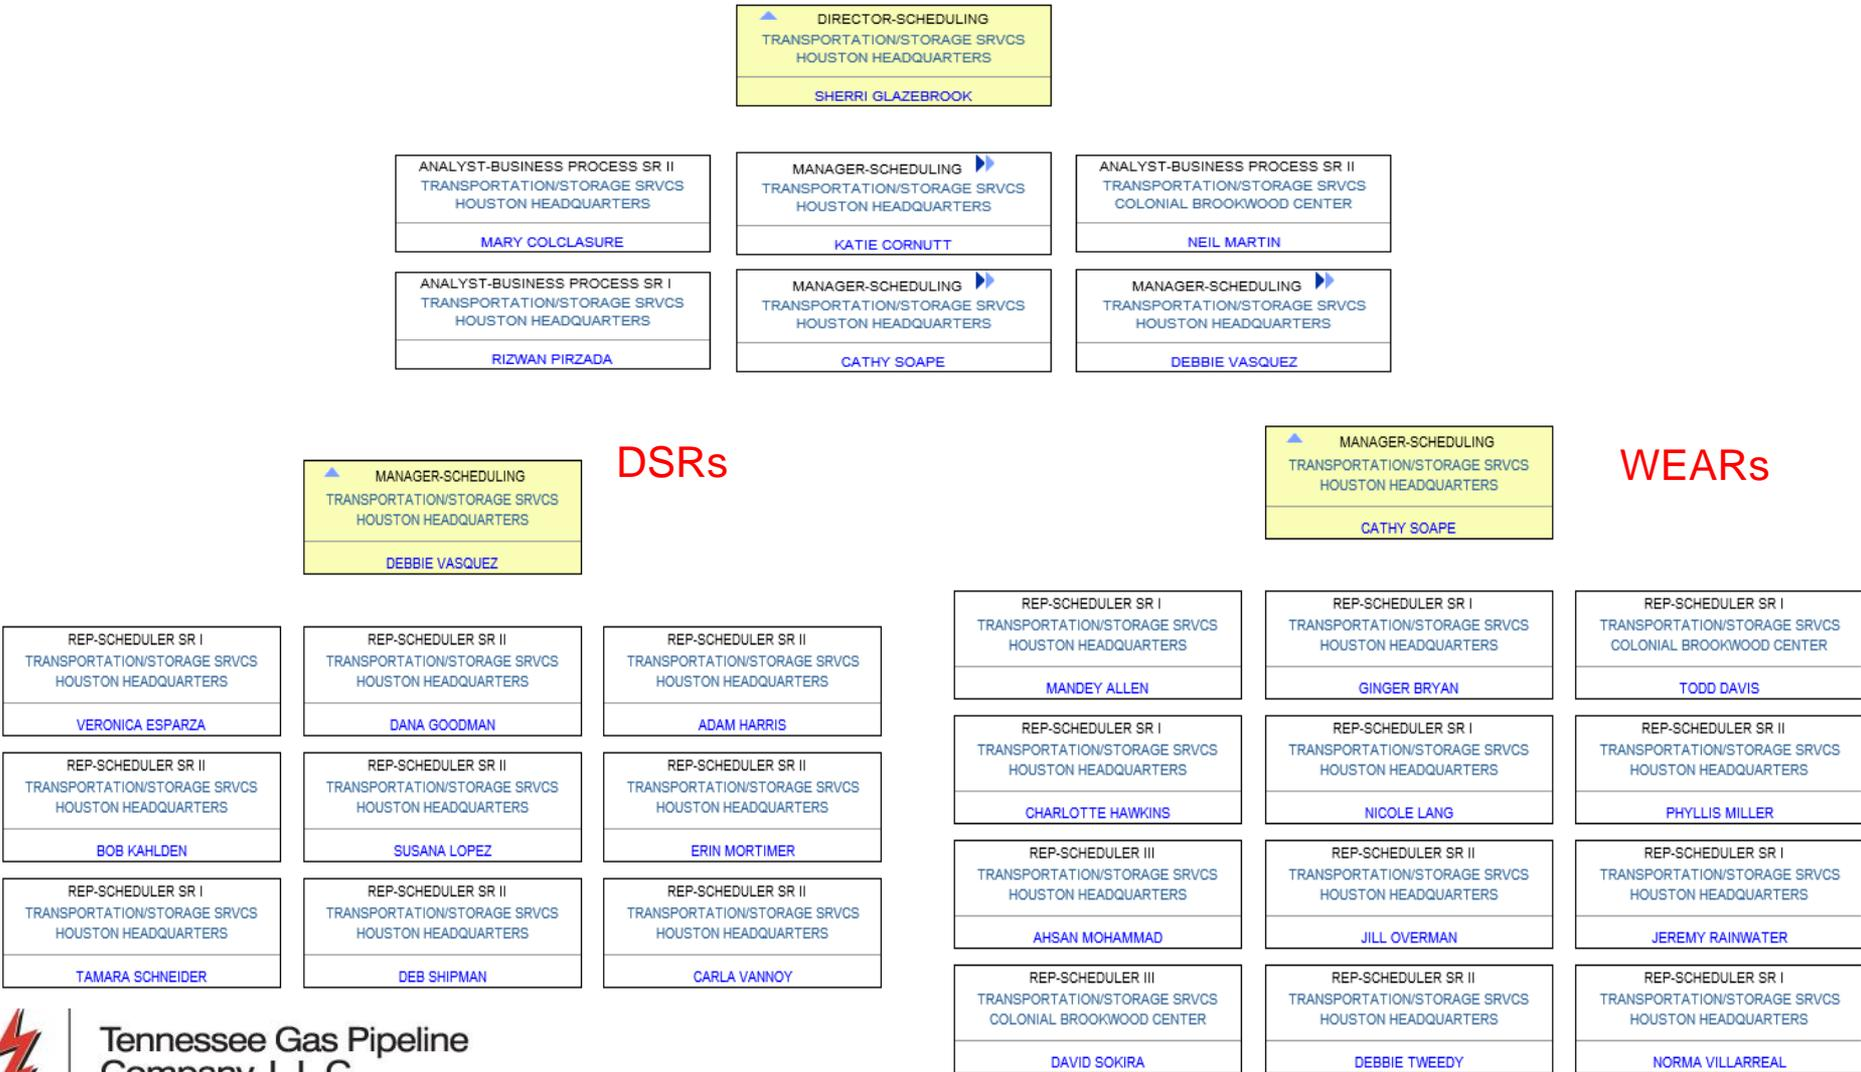 DIRECTOR-SCHEDULING
TRANSPORTATION/STORAGE SRVCS
HOUSTON HEADQUARTERS
SHERRI GLAZEBROOK
ANALYST-BUSINESS PROCESS SR II
TRANSPORTATION/STORAGE SRVCS
HOUSTON HEADQUARTERS
MARY COLCLASURE
MANAGER-SCHEDULING
TRANSPORTATION/STORAGE SRVCS
HOUSTON HEADQUARTERS
KATIE CORNUTT
ANALYST-BUSINESS PROCESS SR II
TRANSPORTATION/STORAGE SRVCS
COLONIAL BROOKWOOD CENTER
NEIL MARTIN
ANALYST-BUSINESS PROCESS SR I
TRANSPORTATION/STORAGE SRVCS
HOUSTON HEADQUARTERS
RIZWAN PIRZADA
MANAGER-SCHEDULING
TRANSPORTATION/STORAGE SRVCS
HOUSTON HEADQUARTERS
CATHY SOAPE
MANAGER-SCHEDULING
TRANSPORTATION/STORAGE SRVCS
HOUSTON HEADQUARTERS
DEBBIE VASQUEZ
DSRs
MANAGER-SCHEDULING
TRANSPORTATION/STORAGE SRVCS
HOUSTON HEADQUARTERS
DEBBIE VASQUEZ
REP-SCHEDULER SR I
TRANSPORTATION/STORAGE SRVCS
HOUSTON HEADQUARTERS
VERONICA ESPARZA
REP-SCHEDULER SR II
TRANSPORTATION/STORAGE SRVCS
HOUSTON HEADQUARTERS
DANA GOODMAN
REP-SCHEDULER SR II
TRANSPORTATION/STORAGE SRVCS
HOUSTON HEADQUARTERS
ADAM HARRIS
REP-SCHEDULER SR II
TRANSPORTATION/STORAGE SRVCS
HOUSTON HEADQUARTERS
BOB KAHLDEN
REP-SCHEDULER SR II
TRANSPORTATION/STORAGE SRVCS
HOUSTON HEADQUARTERS
SUSANA LOPEZ
REP-SCHEDULER SR II
TRANSPORTATION/STORAGE SRVCS
HOUSTON HEADQUARTERS
ERIN MORTIMER
REP-SCHEDULER SR I
TRANSPORTATION/STORAGE SRVCS
HOUSTON HEADQUARTERS
TAMARA SCHNEIDER
REP-SCHEDULER SR II
TRANSPORTATION/STORAGE SRVCS
HOUSTON HEADQUARTERS
DEB SHIPMAN
REP-SCHEDULER SR II
TRANSPORTATION/STORAGE SRVCS
HOUSTON HEADQUARTERS
CARLA VANNOY
WEARs
MANAGER-SCHEDULING
TRANSPORTATION/STORAGE SRVCS
HOUSTON HEADQUARTERS
CATHY SOAPE
REP-SCHEDULER SR I
TRANSPORTATION/STORAGE SRVCS
HOUSTON HEADQUARTERS
MANDEY ALLEN
REP-SCHEDULER SR I
TRANSPORTATION/STORAGE SRVCS
HOUSTON HEADQUARTERS
GINGER BRYAN
REP-SCHEDULER SR I
TRANSPORTATION/STORAGE SRVCS
COLONIAL BROOKWOOD CENTER
TODD DAVIS
REP-SCHEDULER SR I
TRANSPORTATION/STORAGE SRVCS
HOUSTON HEADQUARTERS
CHARLOTTE HAWKINS
REP-SCHEDULER SR I
TRANSPORTATION/STORAGE SRVCS
HOUSTON HEADQUARTERS
NICOLE LANG
REP-SCHEDULER SR II
TRANSPORTATION/STORAGE SRVCS
HOUSTON HEADQUARTERS
PHYLLIS MILLER
REP-SCHEDULER III
TRANSPORTATION/STORAGE SRVCS
HOUSTON HEADQUARTERS
AHSAN MOHAMMAD
REP-SCHEDULER SR II
TRANSPORTATION/STORAGE SRVCS
HOUSTON HEADQUARTERS
JILL OVERMAN
REP-SCHEDULER SR I
TRANSPORTATION/STORAGE SRVCS
HOUSTON HEADQUARTERS
JEREMY RAINWATER
REP-SCHEDULER III
TRANSPORTATION/STORAGE SRVCS
COLONIAL BROOKWOOD CENTER
DAVID SOKIRA
REP-SCHEDULER SR II
TRANSPORTATION/STORAGE SRVCS
HOUSTON HEADQUARTERS
DEBBIE TWEEDY
REP-SCHEDULER SR I
TRANSPORTATION/STORAGE SRVCS
HOUSTON HEADQUARTERS
NORMA VILLARREAL
Tennessee Gas Pipeline
Company, L.L.C.